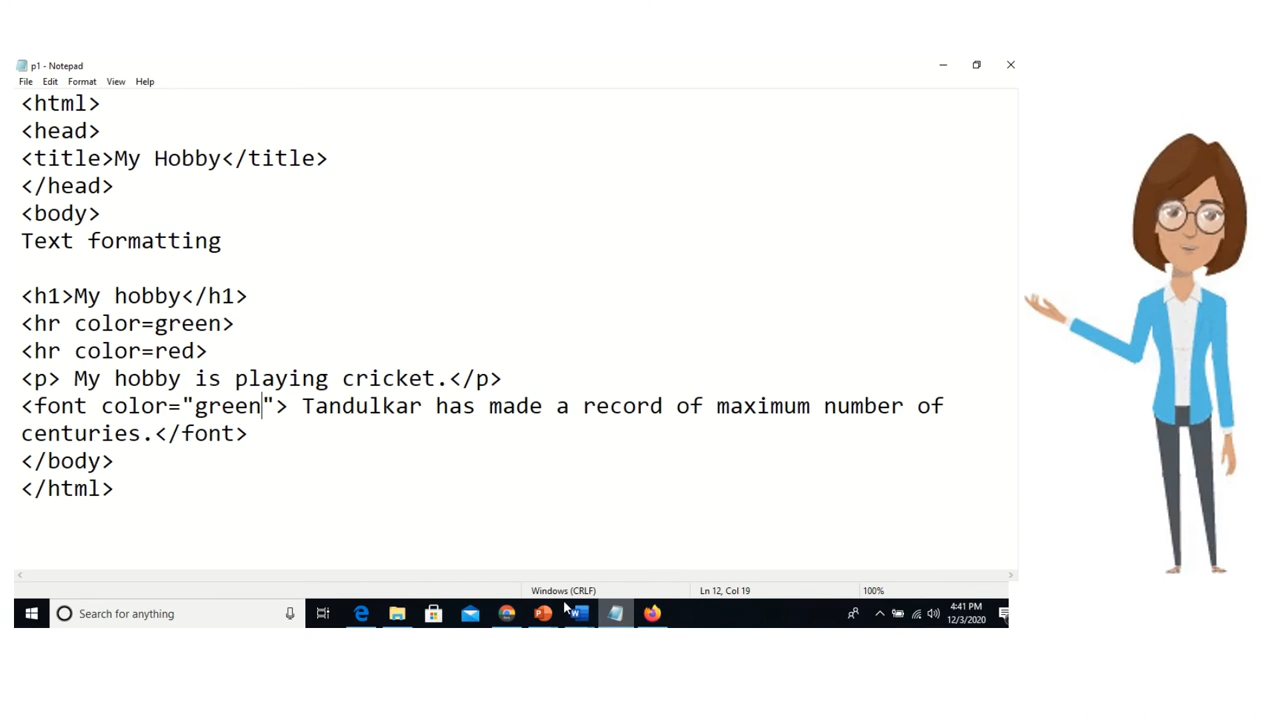 p1 - Notepad
File Edit Format View Help
<html>
<head>
<title>My Hobby</title>
</head>
<body>
Text formatting
<h1>My hobby</h1>
<hr color=green>
<hr color=red>
<p> My hobby is playing cricket.</p>
<font color="green"> Tandulkar has made a record of maximum number of
centuries.</font>
</body>
</html>
Windows (CRLF) Ln 12, Col 19 100%
Search for anything
4:41 PM
12/3/2020